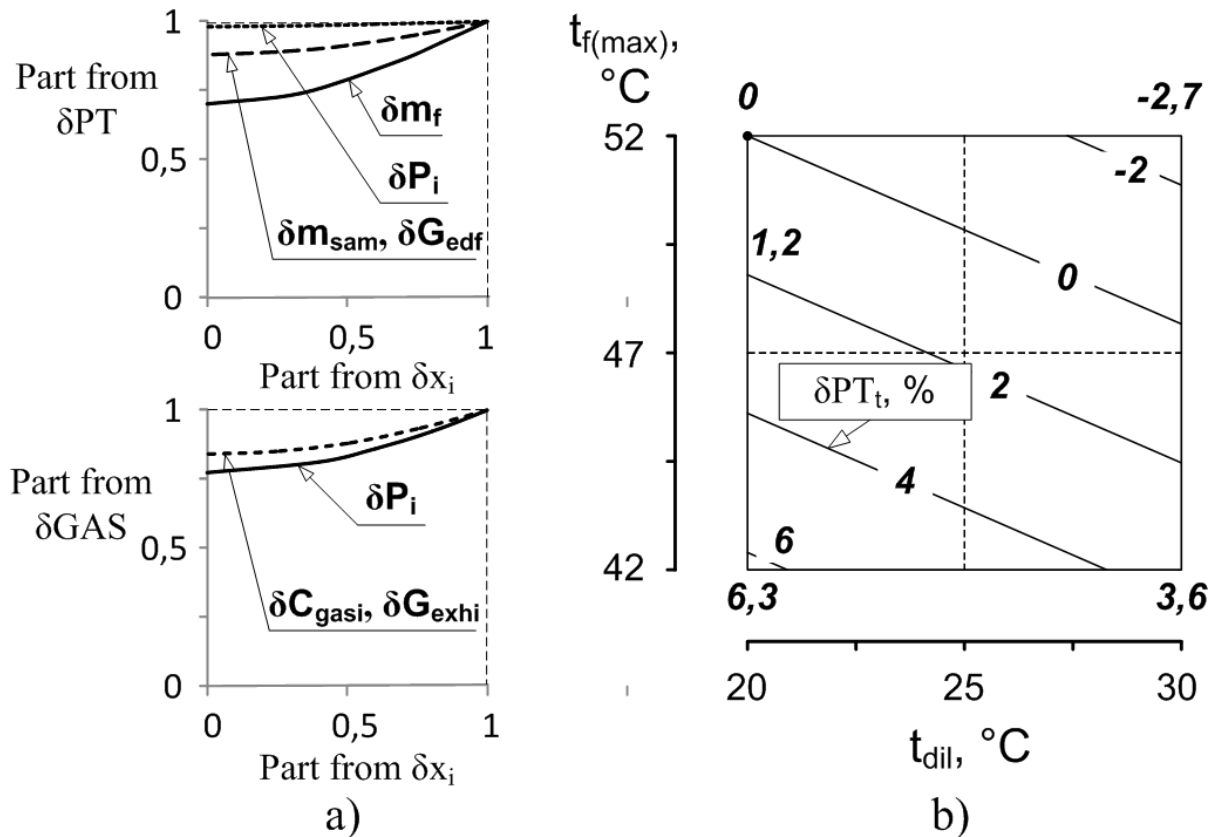 1
Part from
δPT
δm_f
0,5
δP_i
δm_sam, δG_edf
0
0
0,5
1
Part from δx_i
1
Part from
δGAS
δP_i
0,5
δC_gasi, δG_exhi
0
0
0,5
1
Part from δx_i
a)
t_f(max),
°C
0
-2,7
52
-2
1,2
0
47
δPT_t, %
2
4
6
42
6,3
3,6
20
25
30
t_dil, °C
b)